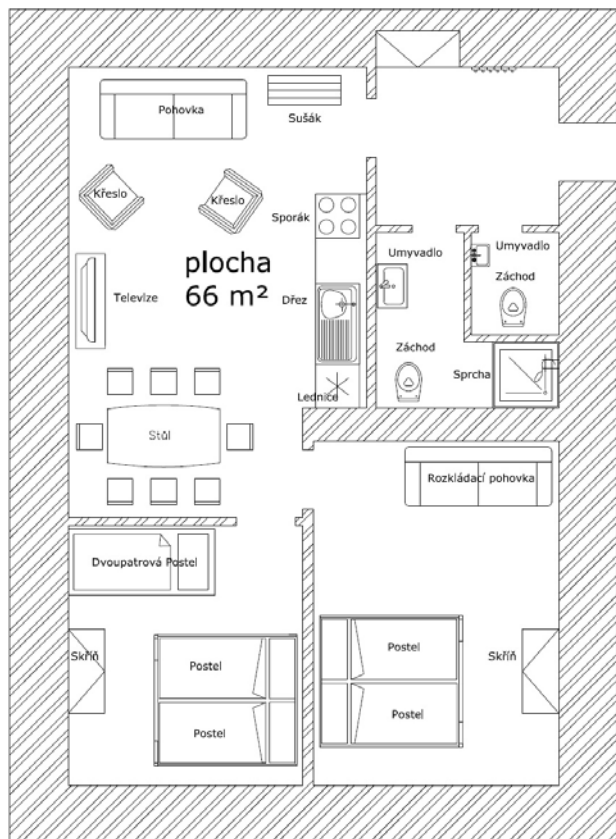 Pohovka
Sušák
Křeslo
Křeslo
Sporák
plocha
66 m²
Televize
Dřez
Lednice
Stůl
Umyvadlo
Umyvadlo
Záchod
Záchod
Sprcha
Rozkládací pohovka
Dvoupatrová Postel
Skříň
Postel
Postel
Postel
Postel
Skříň